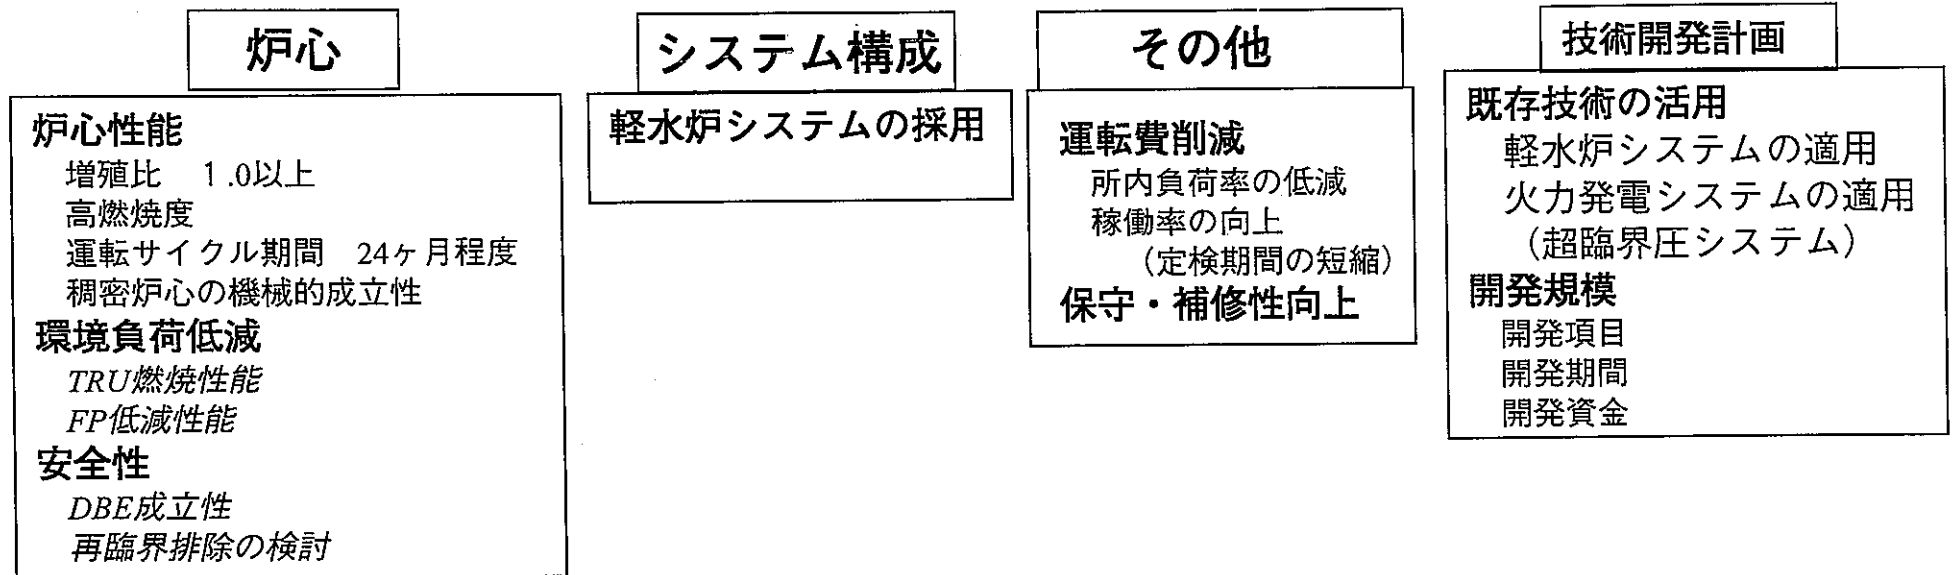 炉心
炉心性能
増殖比 1.0以上
高燃焼度
運転サイクル期間 24ヶ月程度
稠密炉心の機械的成立性
環境負荷低減
TRU燃焼性能
FP低減性能
安全性
DBE成立性
再臨界排除の検討
システム構成
軽水炉システムの採用
その他
運転費削減
所内負荷率の低減
稼働率の向上
(定検期間の短縮)
保守・補修性向上
技術開発計画
既存技術の活用
軽水炉システムの適用
火力発電システムの適用
(超臨界圧システム)
開発規模
開発項目
開発期間
開発資金